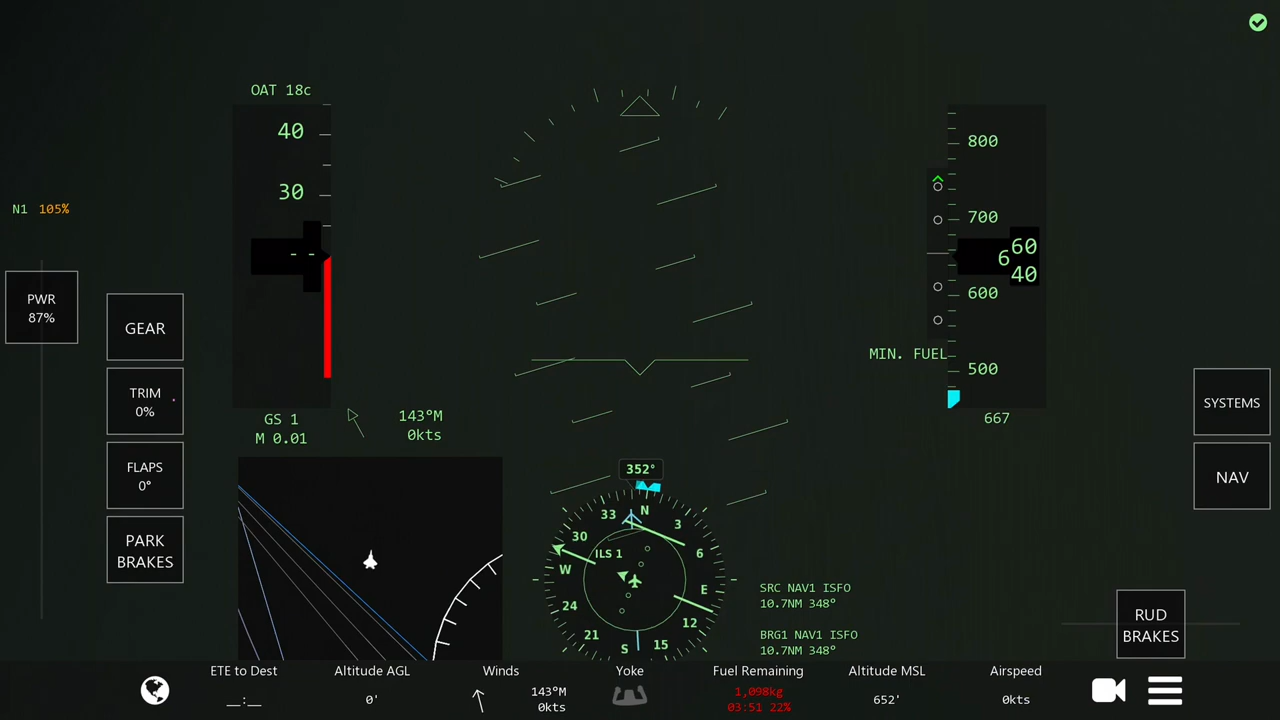 OAT 18c
40
30
- -
N1 105%
PWR
87%
GEAR
TRIM
0%
FLAPS
0°
PARK
BRAKES
GS 1
M 0.01
143°M
0kts
800
700
6
60
40
600
500
667
MIN. FUEL
SYSTEMS
NAV
352°
33
N
3
30
6
W
ILS 1
E
24
12
21
S
15
SRC NAV1 ISFO
10.7NM 348°
BRG1 NAV1 ISFO
10.7NM 348°
RUD
BRAKES
ETE to Dest
__:__
Altitude AGL
0'
Winds
143°M
0kts
Yoke
Fuel Remaining
1,098kg
03:51 22%
Altitude MSL
652'
Airspeed
0kts